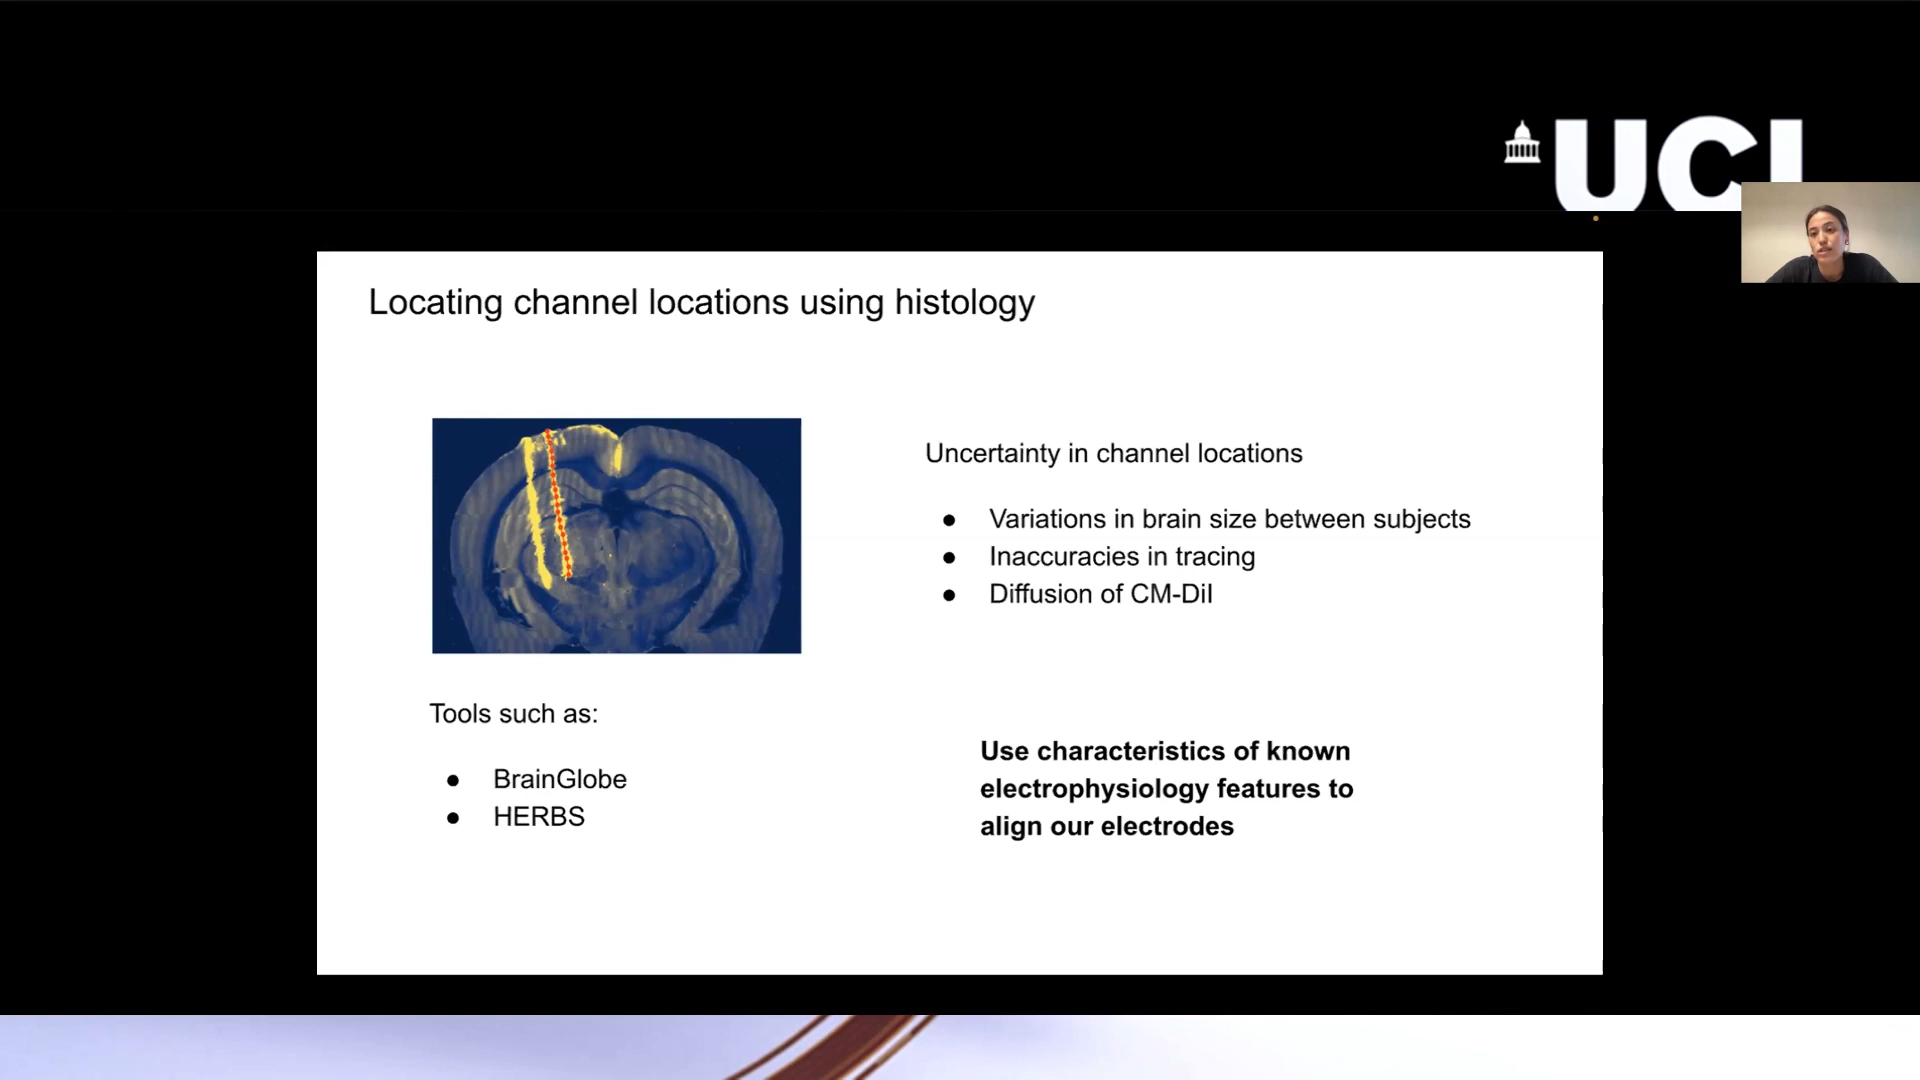 UCL
Locating channel locations using histology
Uncertainty in channel locations
● Variations in brain size between subjects
● Inaccuracies in tracing
● Diffusion of CM-DiI
Tools such as:
● BrainGlobe
● HERBS
Use characteristics of known
electrophysiology features to
align our electrodes